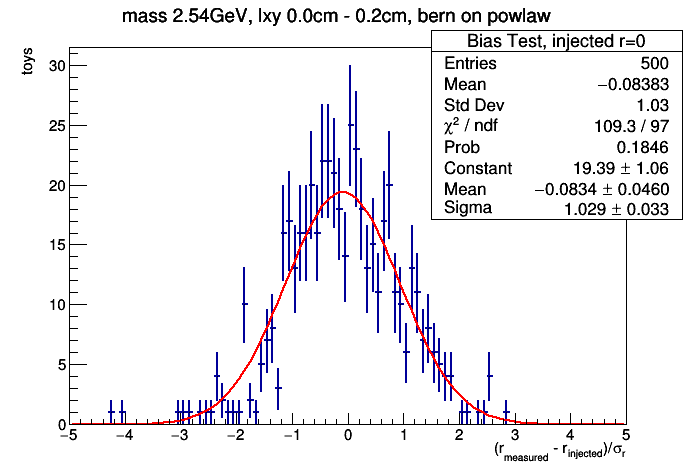 mass 2.54GeV, lxy 0.0cm - 0.2cm, bern on powlaw
Bias Test, injected r=0
Entries 500
Mean −0.08383
Std Dev 1.03
χ² / ndf 109.3 / 97
Prob 0.1846
Constant 19.39 ± 1.06
Mean −0.0834 ± 0.0460
Sigma 1.029 ± 0.033
toys
30
25
20
15
10
5
0
−5 −4 −3 −2 −1 0 1 2 3 4 5
(r_measured - r_injected)/σ_r